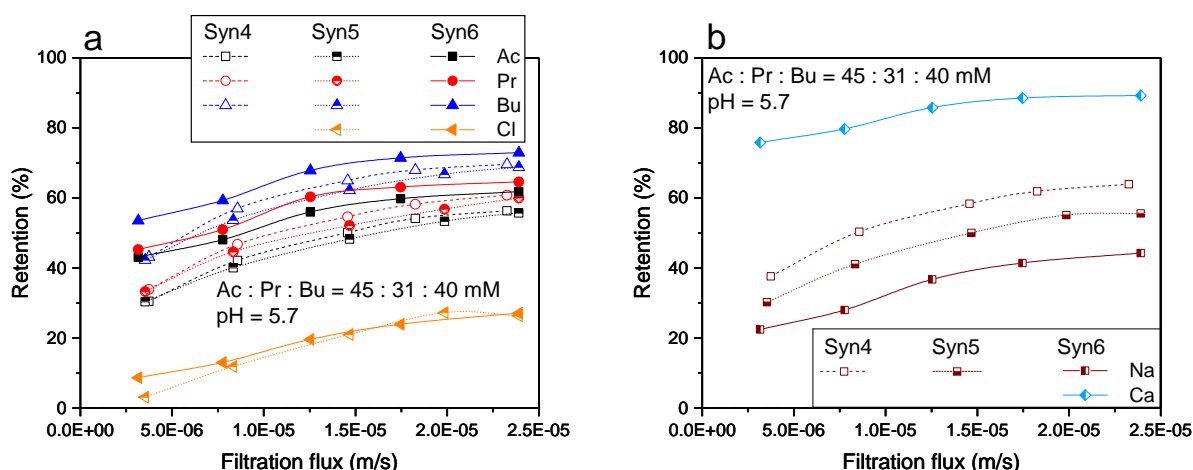 a
Syn4 Syn5 Syn6
Ac
Pr
Bu
Cl
Ac : Pr : Bu = 45 : 31 : 40 mM
pH = 5.7
100
80
60
40
20
0
Retention (%)
0.0E+00 5.0E-06 1.0E-05 1.5E-05 2.0E-05 2.5E-05
Filtration flux (m/s)
b
Ac : Pr : Bu = 45 : 31 : 40 mM
pH = 5.7
Syn4 Syn5 Syn6
Na
Ca
100
80
60
40
20
0
Retention (%)
0.0E+00 5.0E-06 1.0E-05 1.5E-05 2.0E-05 2.5E-05
Filtration flux (m/s)